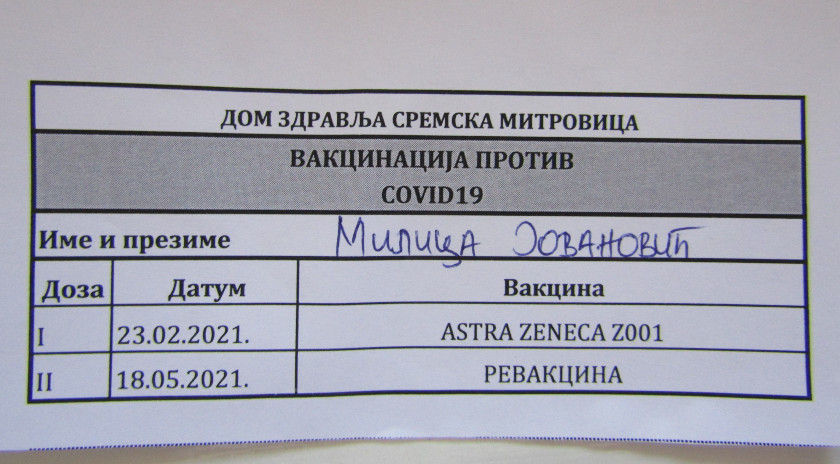 ДОМ ЗДРАВЉА СРЕМСКА МИТРОВИЦА
ВАКЦИНАЦИЈА ПРОТИВ
COVID19
Име и презиме Милица Јовановић
Доза Датум Вакцина
I 23.02.2021. ASTRA ZENECA Z001
II 18.05.2021. РЕВАКЦИНА